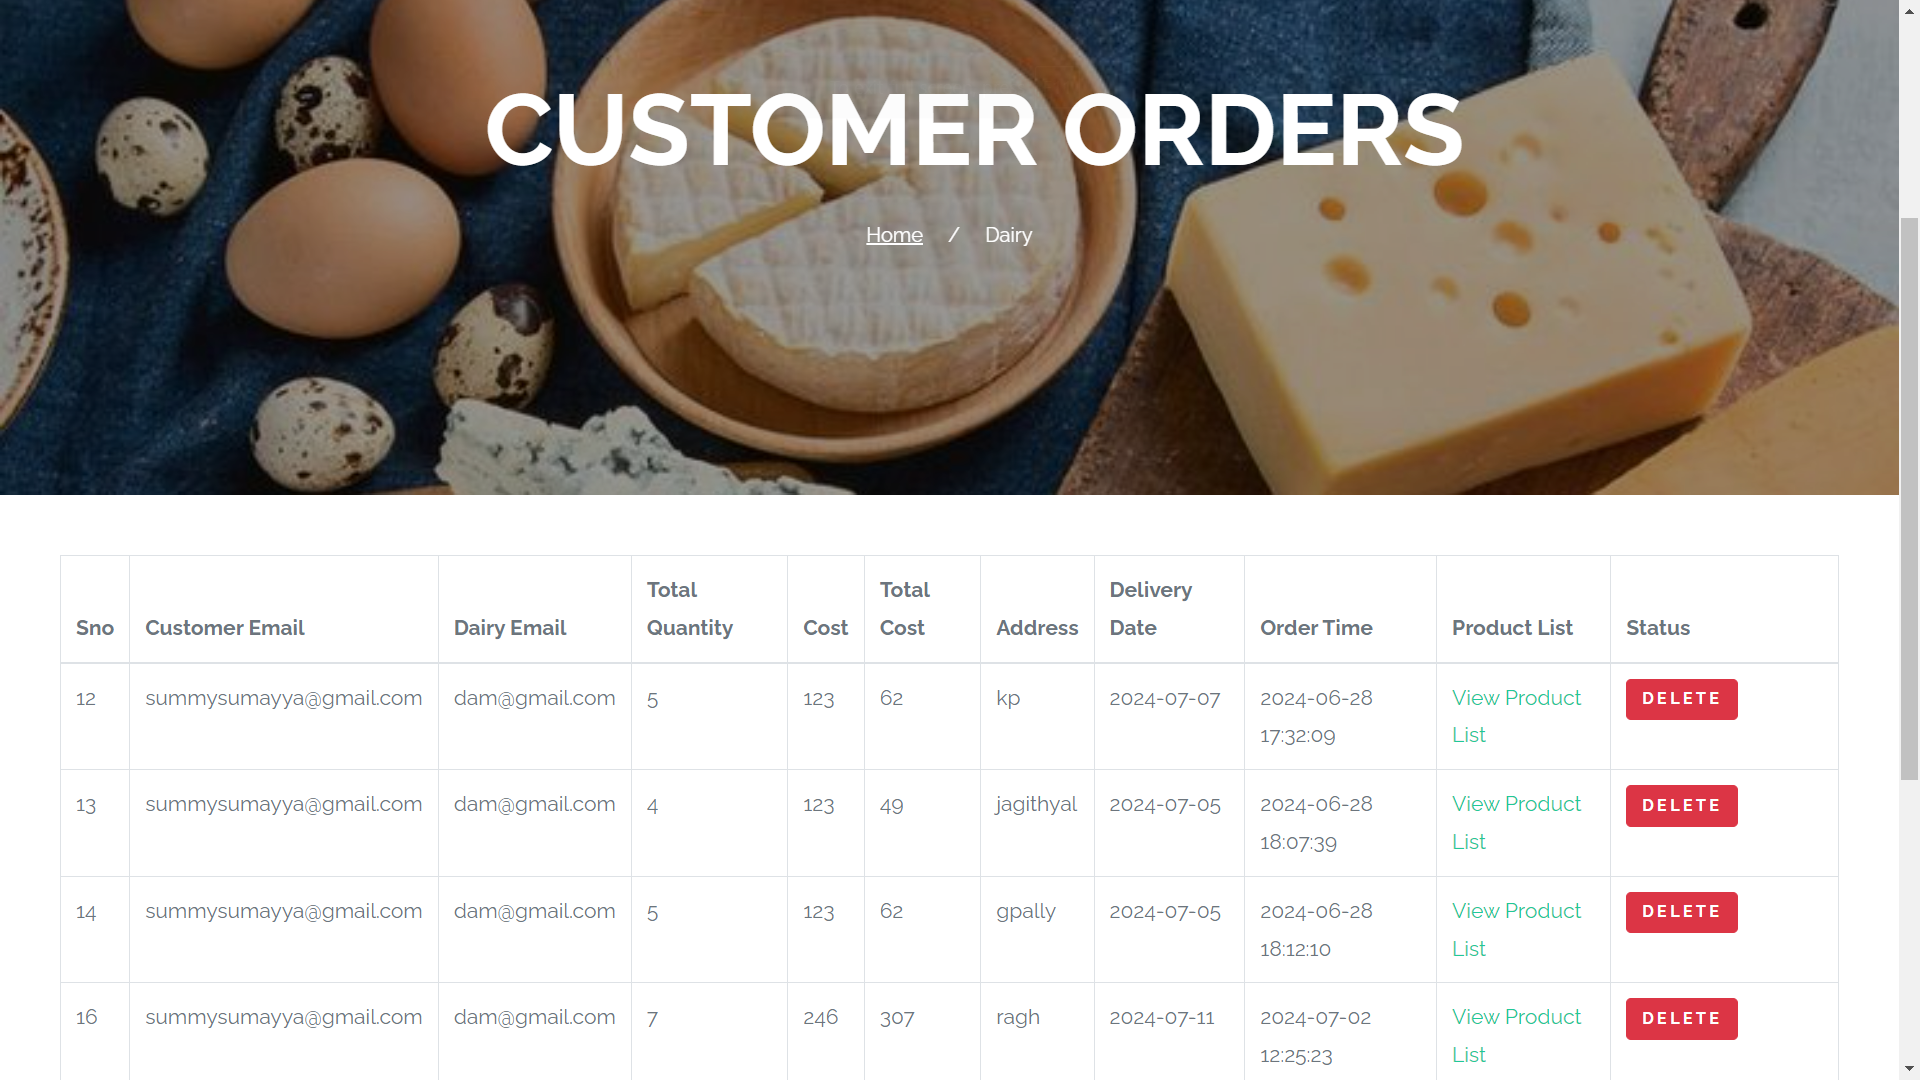 CUSTOMER ORDERS
Home / Dairy
Sno Customer Email Dairy Email Total Quantity Cost Total Cost Address Delivery Date Order Time Product List Status
12 summysumayya@gmail.com dam@gmail.com 5 123 62 kp 2024-07-07 2024-06-28 17:32:09 View Product List DELETE
13 summysumayya@gmail.com dam@gmail.com 4 123 49 jagithyal 2024-07-05 2024-06-28 18:07:39 View Product List DELETE
14 summysumayya@gmail.com dam@gmail.com 5 123 62 gpally 2024-07-05 2024-06-28 18:12:10 View Product List DELETE
16 summysumayya@gmail.com dam@gmail.com 7 246 307 ragh 2024-07-11 2024-07-02 12:25:23 View Product List DELETE